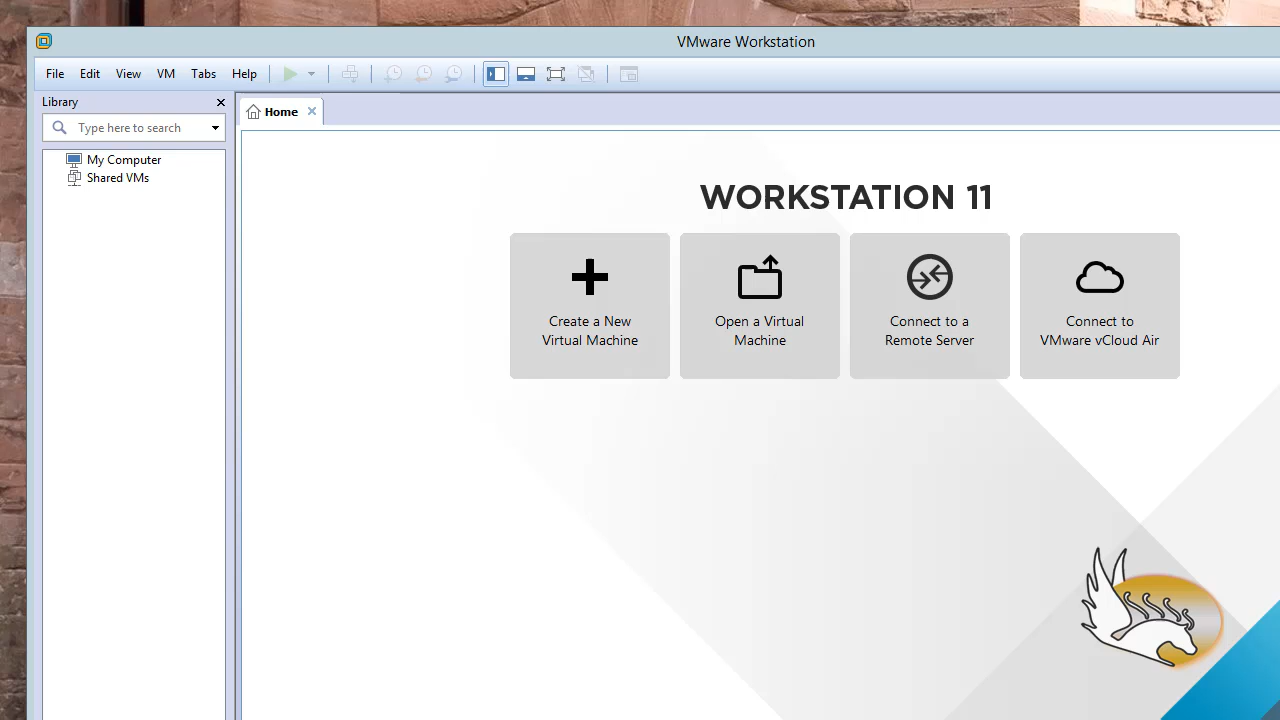 VMware Workstation
File Edit View VM Tabs Help
Library
Type here to search
My Computer
Shared VMs
Home
WORKSTATION 11
Create a New
Virtual Machine
Open a Virtual
Machine
Connect to a
Remote Server
Connect to
VMware vCloud Air